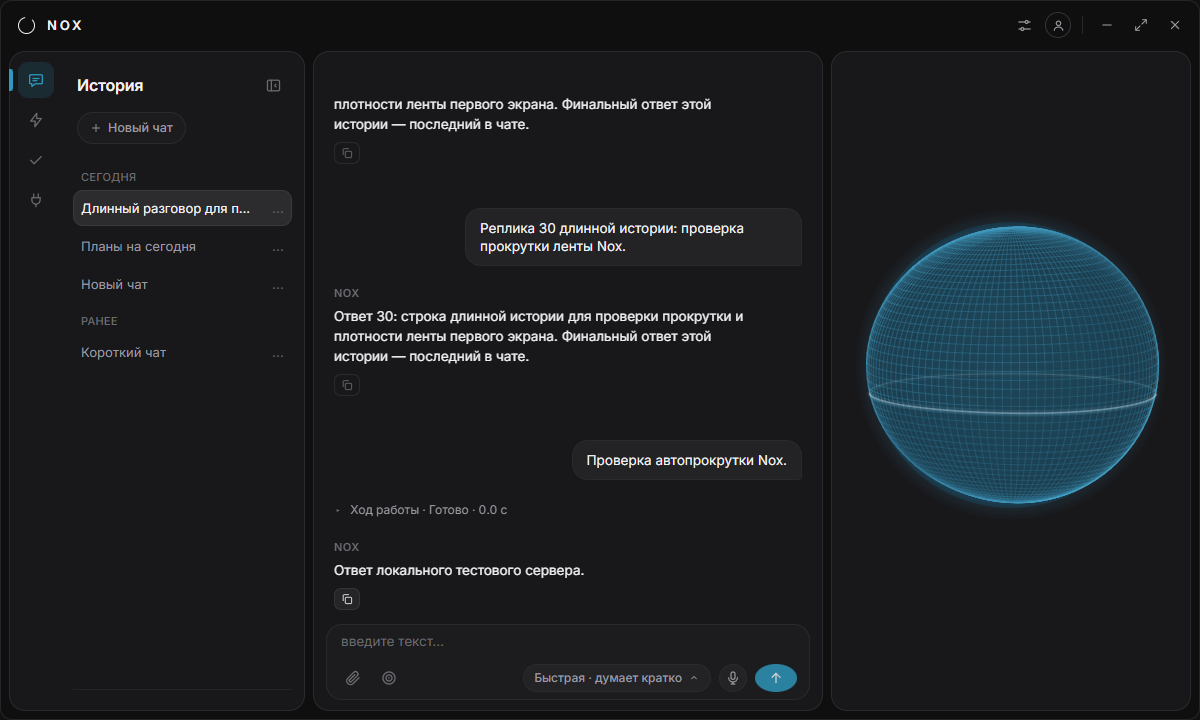 NOX
История
+ Новый чат
СЕГОДНЯ
Длинный разговор для п... ...
Планы на сегодня ...
Новый чат ...
РАНЕЕ
Короткий чат ...
плотности ленты первого экрана. Финальный ответ этой
истории — последний в чате.
Реплика 30 длинной истории: проверка
прокрутки ленты Nox.
NOX
Ответ 30: строка длинной истории для проверки прокрутки и
плотности ленты первого экрана. Финальный ответ этой
истории — последний в чате.
Проверка автопрокрутки Nox.
Ход работы · Готово · 0.0 с
NOX
Ответ локального тестового сервера.
введите текст...
Быстрая · думает кратко